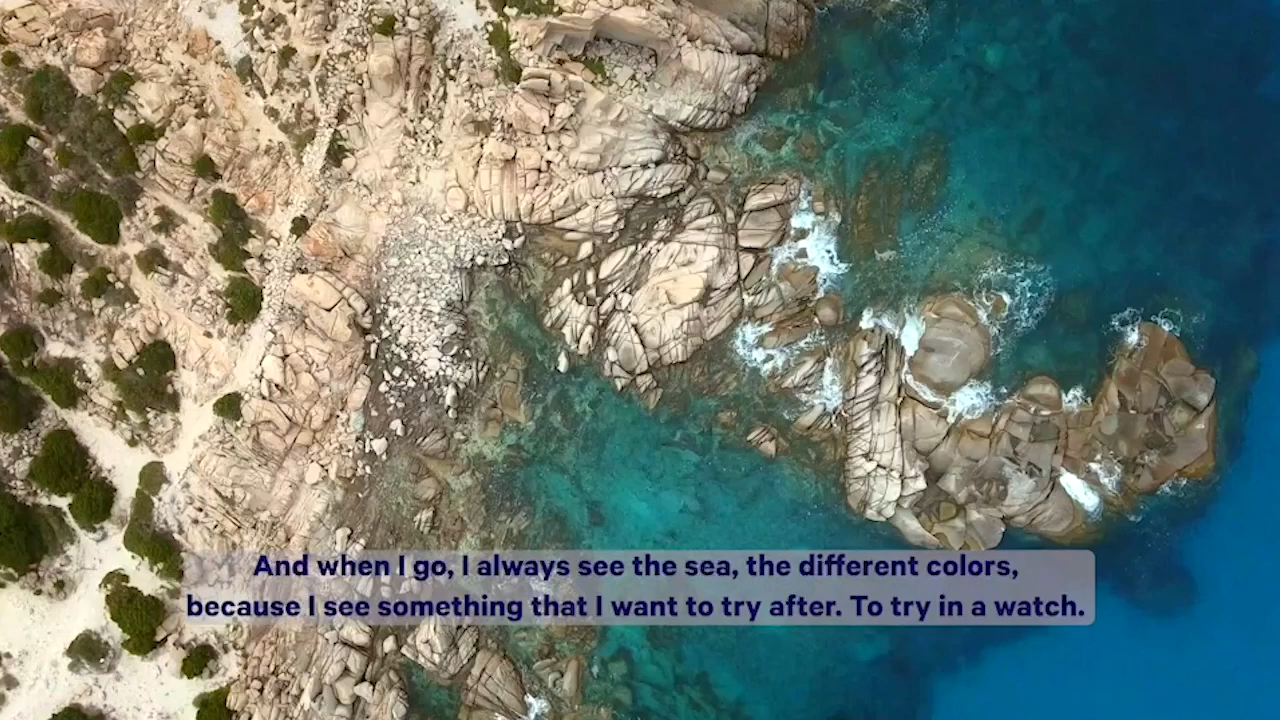 And when I go, I always see the sea, the different colors,
because I see something that I want to try after. To try in a watch.